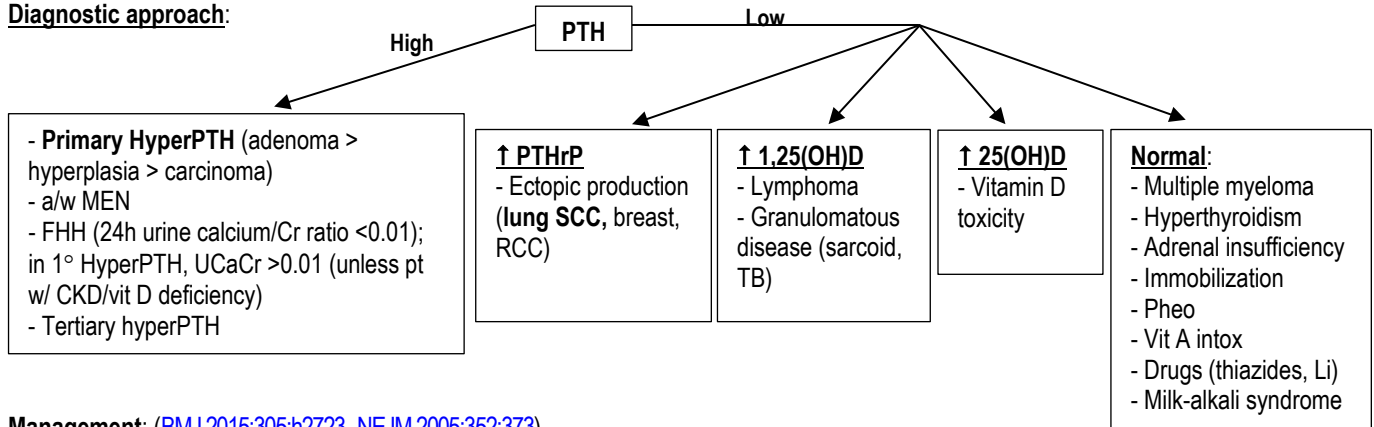 Diagnostic approach:
PTH
High
Low
- Primary HyperPTH (adenoma >
hyperplasia > carcinoma)
- a/w MEN
- FHH (24h urine calcium/Cr ratio <0.01);
in 1° HyperPTH, UCaCr >0.01 (unless pt
w/ CKD/vit D deficiency)
- Tertiary hyperPTH
↑ PTHrP
- Ectopic production
(lung SCC, breast,
RCC)
↑ 1,25(OH)D
- Lymphoma
- Granulomatous
disease (sarcoid,
TB)
↑ 25(OH)D
- Vitamin D
toxicity
Normal:
- Multiple myeloma
- Hyperthyroidism
- Adrenal insufficiency
- Immobilization
- Pheo
- Vit A intox
- Drugs (thiazides, Li)
- Milk-alkali syndrome
Management: (BMJ 2015;305:h2723, NEJM 2005;352:373)